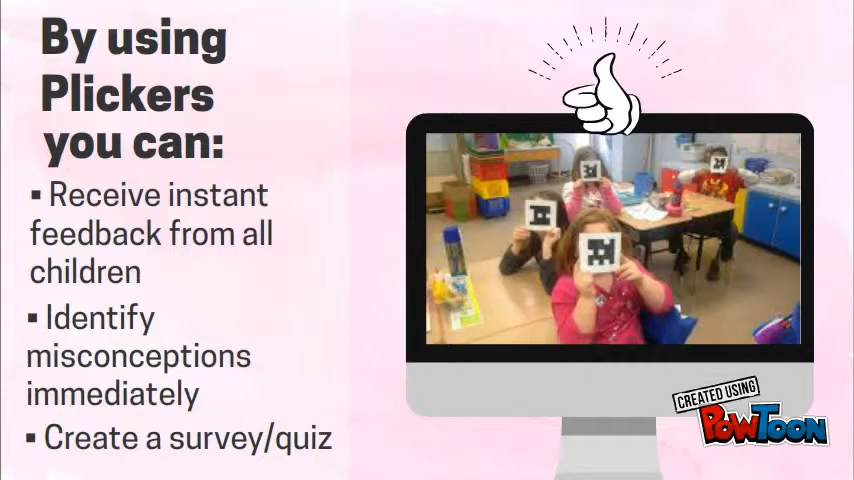 By using
Plickers
you can:
▪ Receive instant
feedback from all
children
▪ Identify
misconceptions
immediately
▪ Create a survey/quiz
CREATED USING
POWTOON